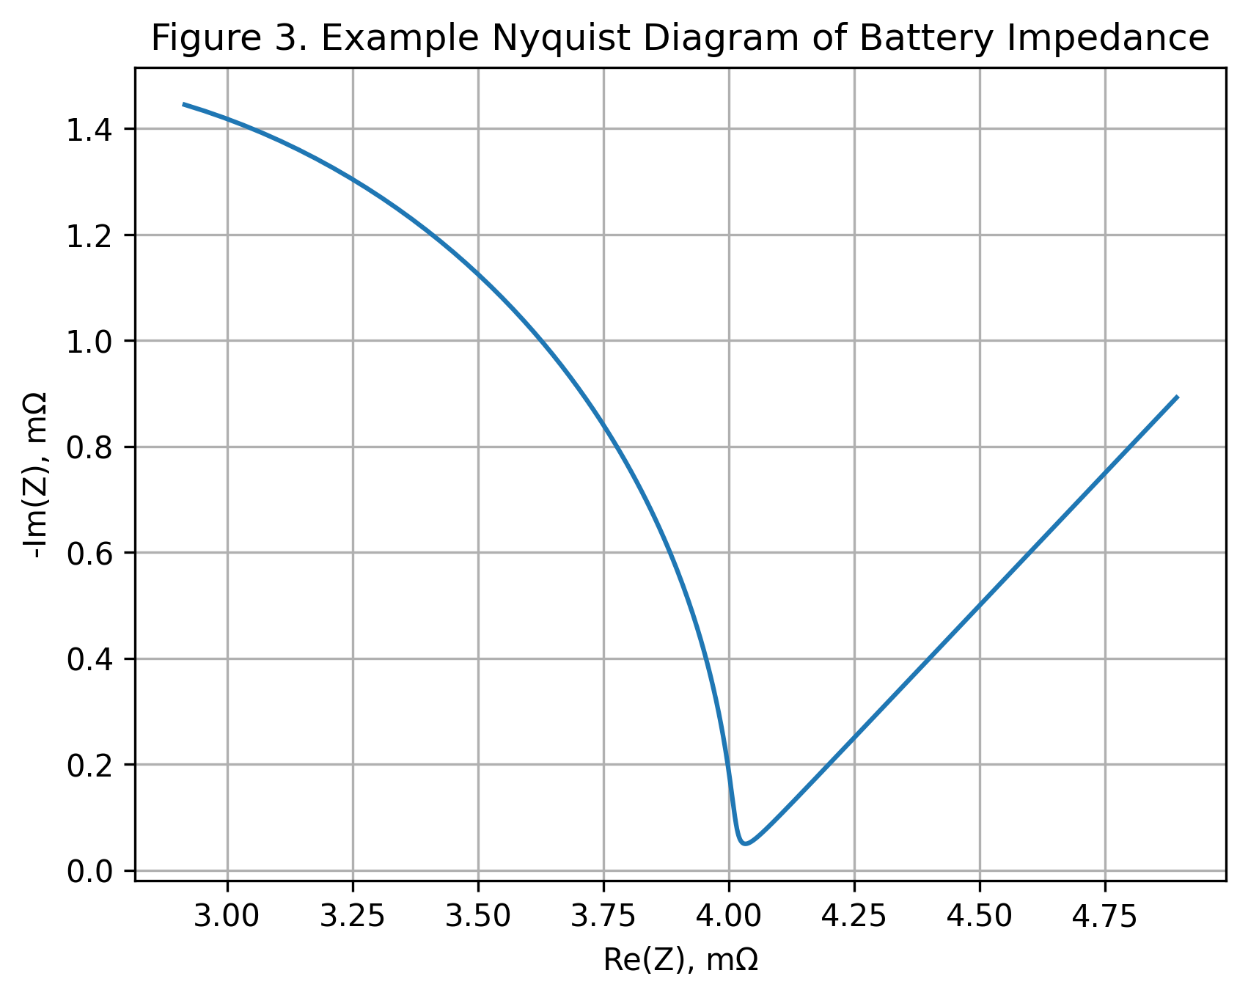 Figure 3. Example Nyquist Diagram of Battery Impedance
-Im(Z), mΩ
1.4
1.2
1.0
0.8
0.6
0.4
0.2
0.0
3.00 3.25 3.50 3.75 4.00 4.25 4.50 4.75
Re(Z), mΩ